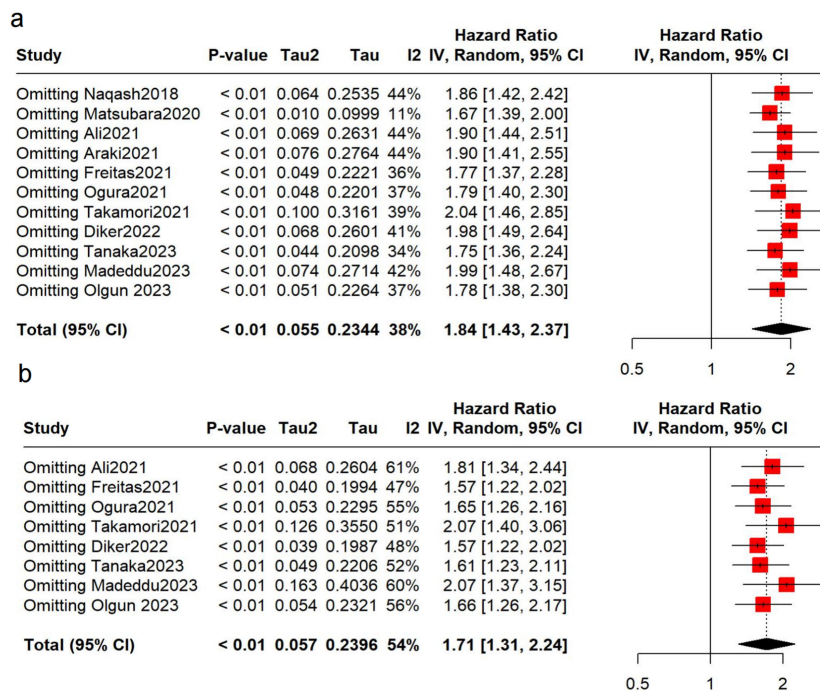 a
Hazard Ratio Hazard Ratio
Study P-value Tau2 Tau I2 IV, Random, 95% CI IV, Random, 95% CI
Omitting Naqash2018 < 0.01 0.064 0.2535 44% 1.86 [1.42, 2.42]
Omitting Matsubara2020 < 0.01 0.010 0.0999 11% 1.67 [1.39, 2.00]
Omitting Ali2021 < 0.01 0.069 0.2631 44% 1.90 [1.44, 2.51]
Omitting Araki2021 < 0.01 0.076 0.2764 44% 1.90 [1.41, 2.55]
Omitting Freitas2021 < 0.01 0.049 0.2221 36% 1.77 [1.37, 2.28]
Omitting Ogura2021 < 0.01 0.048 0.2201 37% 1.79 [1.40, 2.30]
Omitting Takamori2021 < 0.01 0.100 0.3161 39% 2.04 [1.46, 2.85]
Omitting Diker2022 < 0.01 0.068 0.2601 41% 1.98 [1.49, 2.64]
Omitting Tanaka2023 < 0.01 0.044 0.2098 34% 1.75 [1.36, 2.24]
Omitting Madeddu2023 < 0.01 0.074 0.2714 42% 1.99 [1.48, 2.67]
Omitting Olgun 2023 < 0.01 0.051 0.2264 37% 1.78 [1.38, 2.30]
Total (95% CI) < 0.01 0.055 0.2344 38% 1.84 [1.43, 2.37]
0.5 1 2
b
Hazard Ratio Hazard Ratio
Study P-value Tau2 Tau I2 IV, Random, 95% CI IV, Random, 95% CI
Omitting Ali2021 < 0.01 0.068 0.2604 61% 1.81 [1.34, 2.44]
Omitting Freitas2021 < 0.01 0.040 0.1994 47% 1.57 [1.22, 2.02]
Omitting Ogura2021 < 0.01 0.053 0.2295 55% 1.65 [1.26, 2.16]
Omitting Takamori2021 < 0.01 0.126 0.3550 51% 2.07 [1.40, 3.06]
Omitting Diker2022 < 0.01 0.039 0.1987 48% 1.57 [1.22, 2.02]
Omitting Tanaka2023 < 0.01 0.049 0.2206 52% 1.61 [1.23, 2.11]
Omitting Madeddu2023 < 0.01 0.163 0.4036 60% 2.07 [1.37, 3.15]
Omitting Olgun 2023 < 0.01 0.054 0.2321 56% 1.66 [1.26, 2.17]
Total (95% CI) < 0.01 0.057 0.2396 54% 1.71 [1.31, 2.24]
0.5 1 2